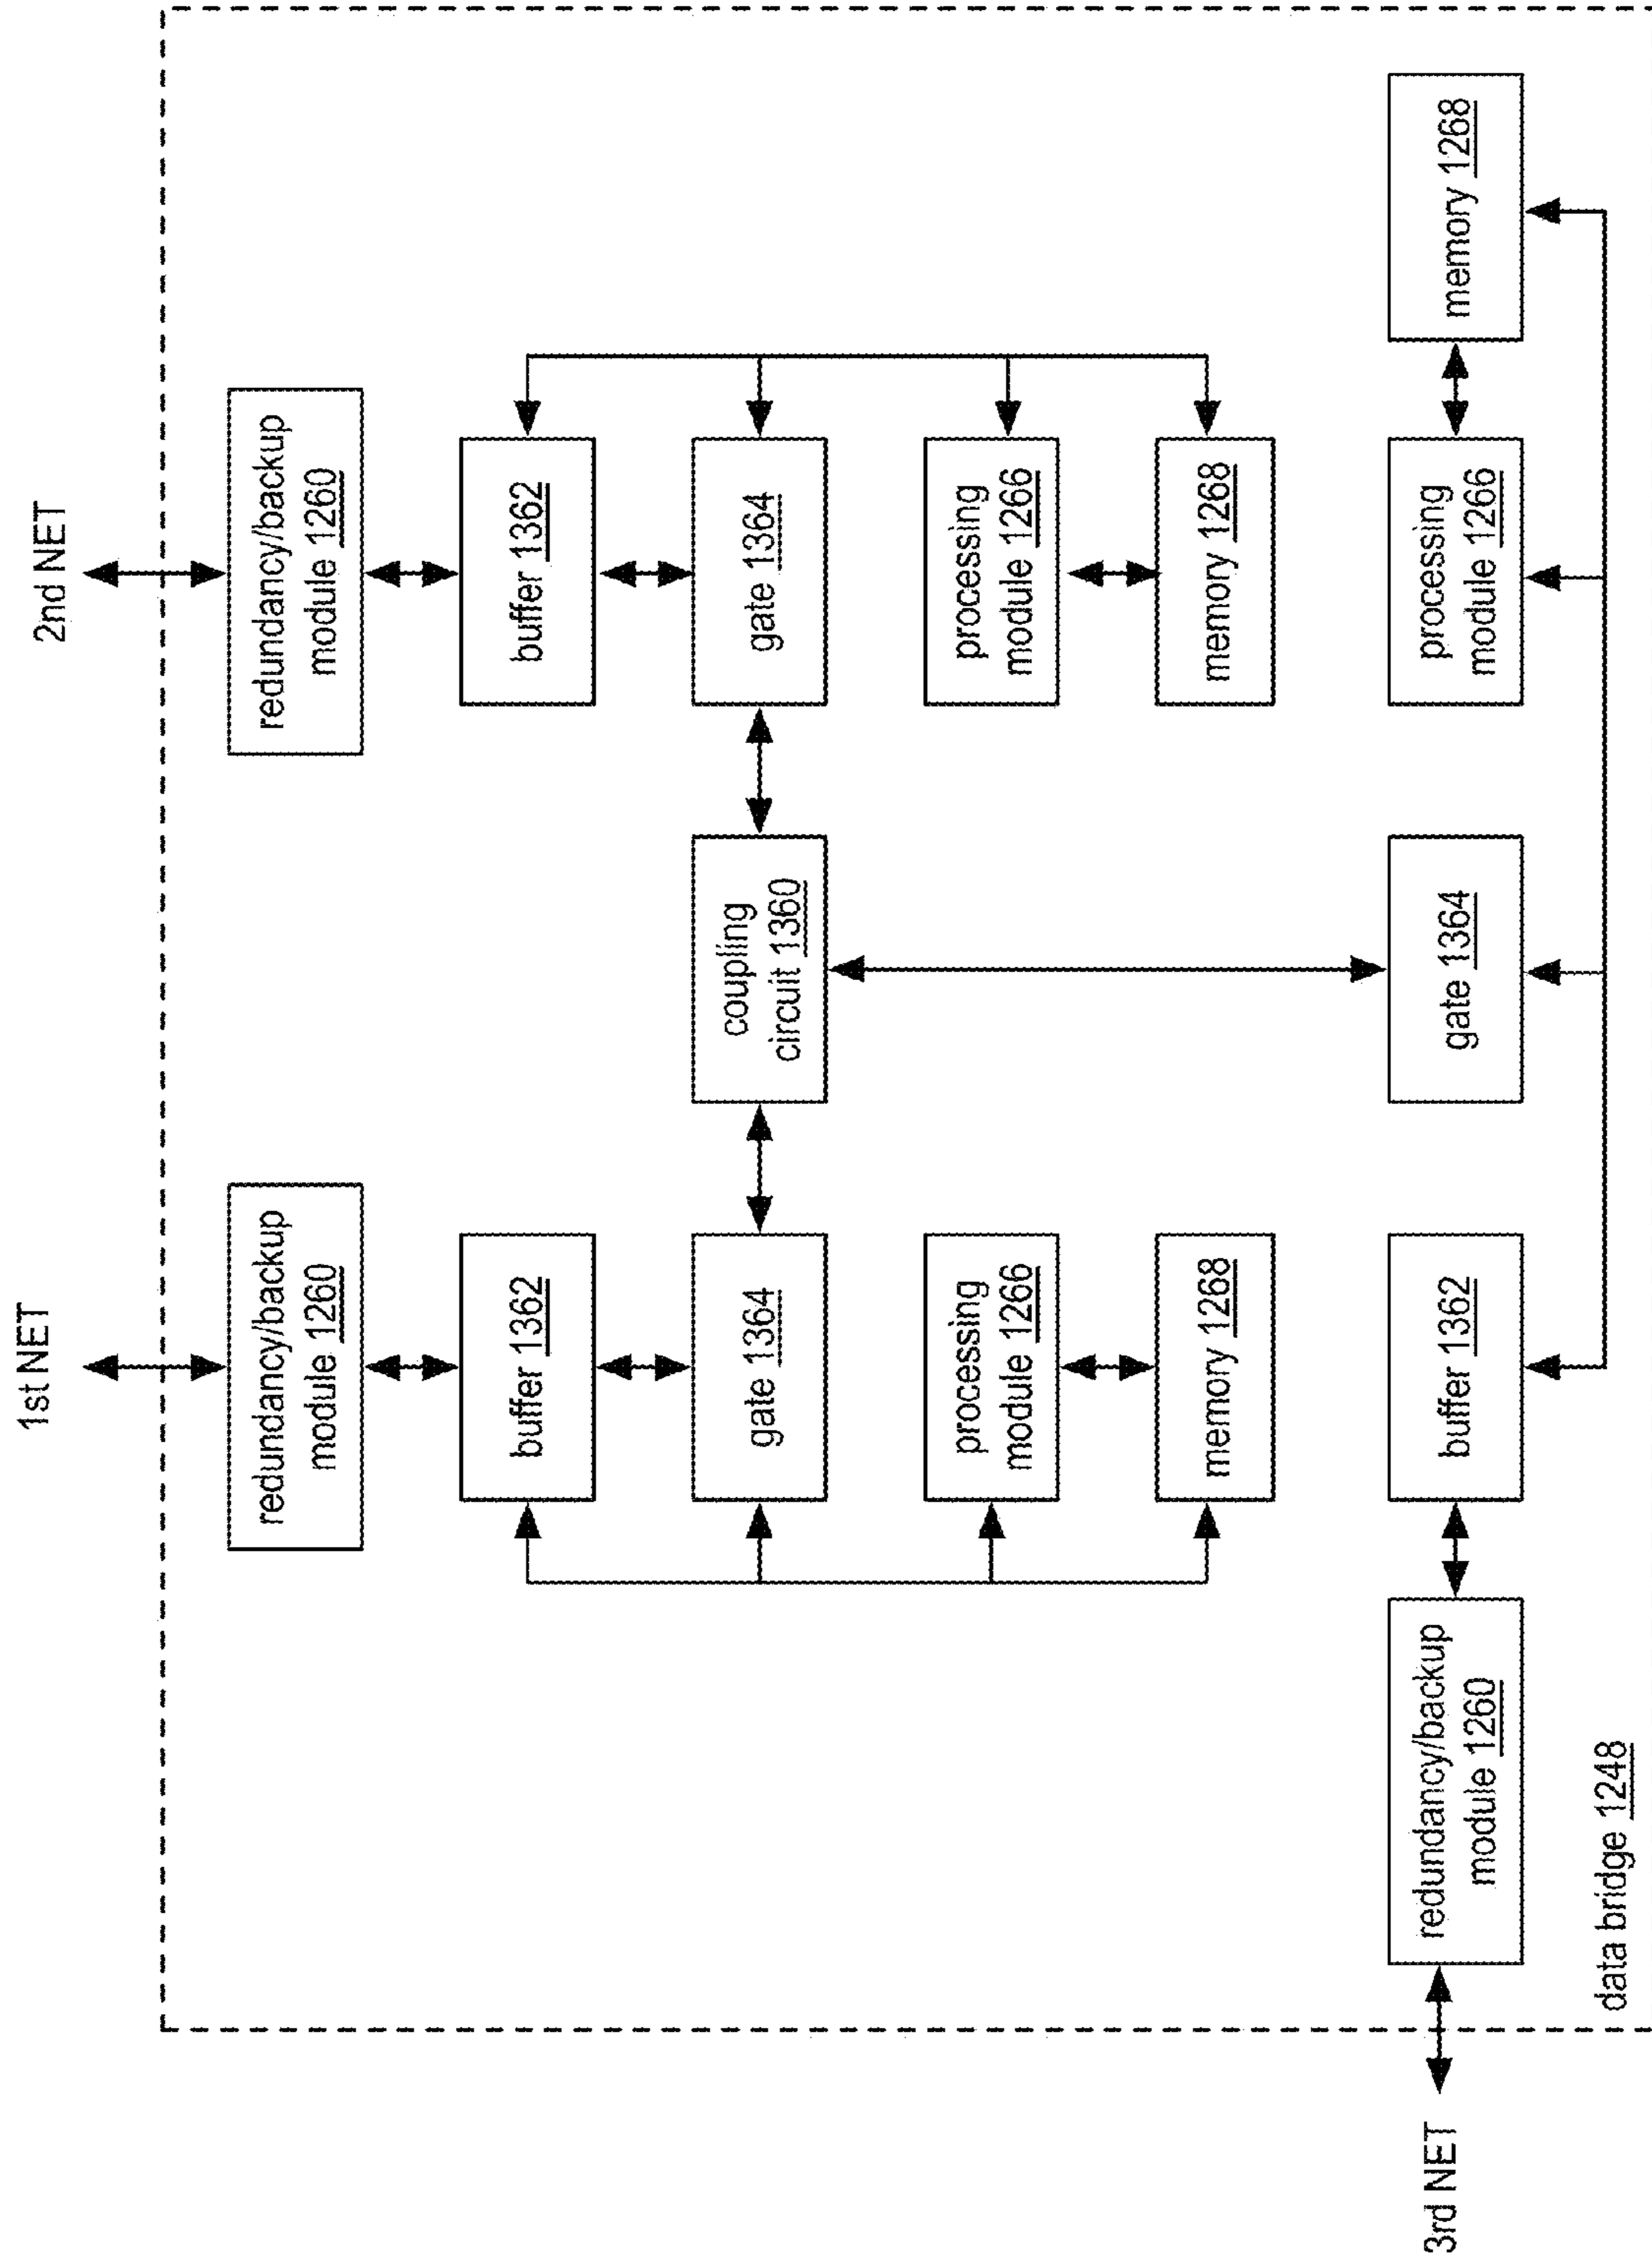 1st NET
2nd NET
redundancy/backup
module 1260
redundancy/backup
module 1260
buffer 1362
buffer 1362
gate 1364
coupling
circuit 1360
gate 1364
processing
module 1266
processing
module 1266
memory 1268
memory 1268
3rd NET
redundancy/backup
module 1260
buffer 1362
gate 1364
processing
module 1266
memory 1268
data bridge 1248